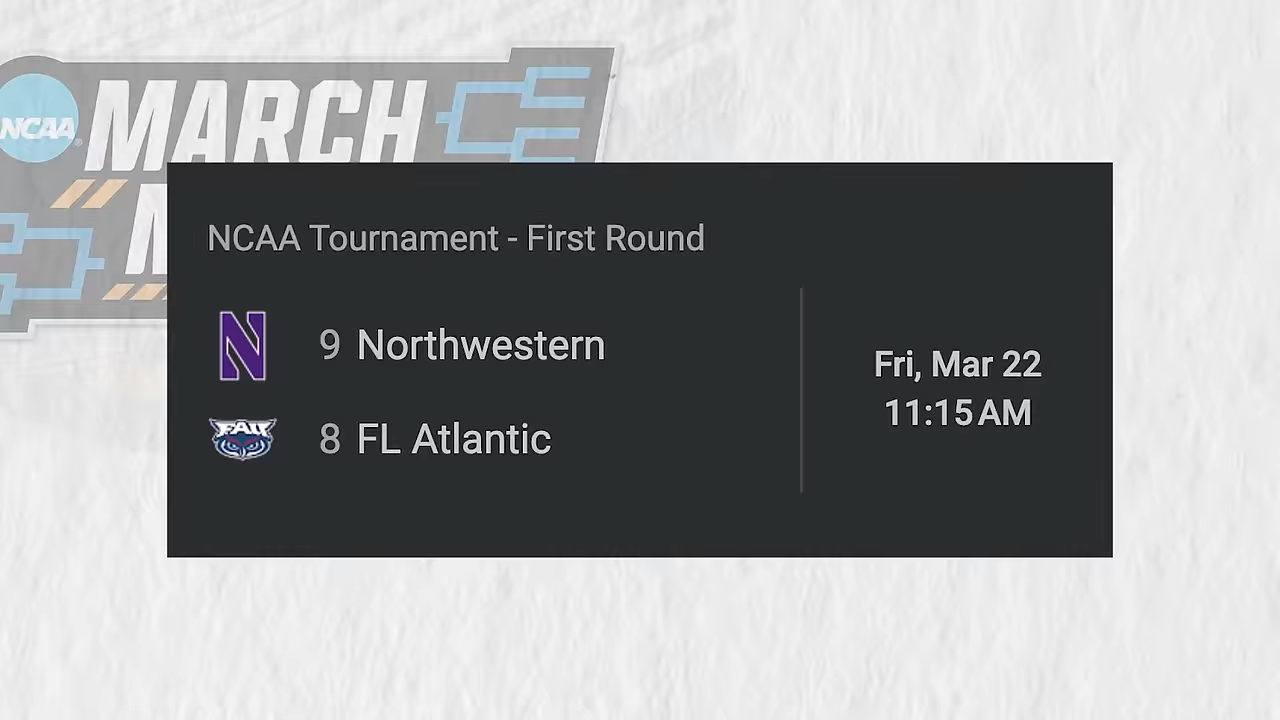 NCAA
MARCH
N
NCAA Tournament - First Round
N
9 Northwestern
FAU
8 FL Atlantic
Fri, Mar 22
11:15 AM